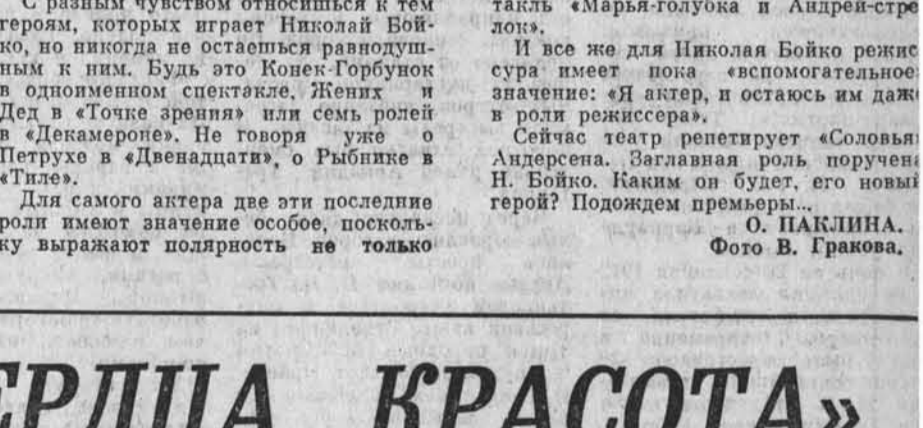 С разным чувством относишься к тем
героям, которых играет Николай Бой-
ко, но никогда не остаешься равнодуш-
ным к ним. Будь это Конек-Горбунок
в одноименном спектакле, Жених и
Дед в «Точке зрения» или семь ролей
в «Декамероне». Не говоря уже о
Петрухе в «Двенадцати», о Рыбнике в
«Тиле».
Для самого актера две эти последние
роли имеют значение особое, посколь-
ку выражают полярность не только
такль «Марья-голубка и Андрей-стре
лок».
И все же для Николая Бойко режис
сура имеет пока «вспомогательное
значение: «Я актер, и остаюсь им даж
в роли режиссера».
Сейчас театр репетирует «Соловья
Андерсена. Заглавная роль поручен
Н. Бойко. Каким он будет, его новый
герой? Подождем премьеры...
О. ПАКЛИНА.
Фото В. Гракова.
ЕРДЦА КРАСОТА»